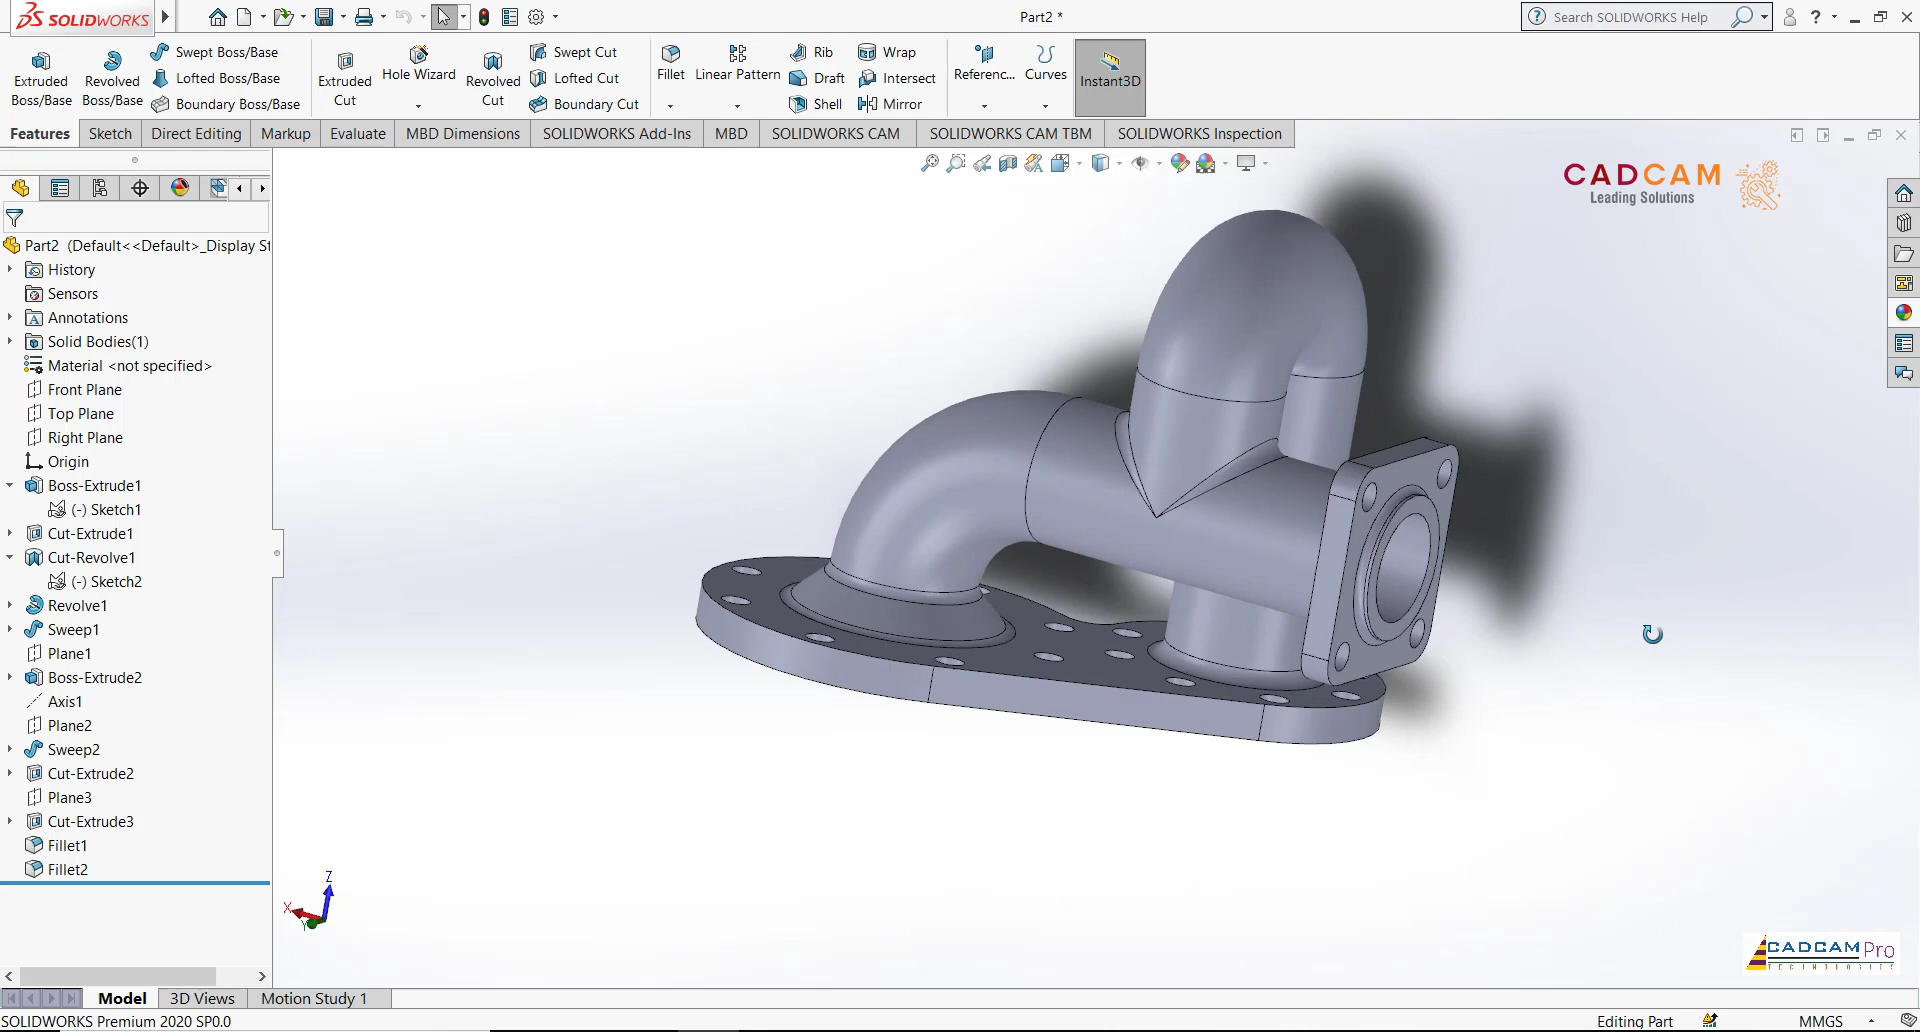 SOLIDWORKS
Part2 *
Search SOLIDWORKS Help
Extruded Boss/Base
Revolved Boss/Base
Swept Boss/Base
Lofted Boss/Base
Boundary Boss/Base
Extruded Cut
Hole Wizard
Revolved Cut
Swept Cut
Lofted Cut
Boundary Cut
Fillet
Linear Pattern
Rib
Draft
Shell
Wrap
Intersect
Mirror
Referenc...
Curves
Instant3D
Features
Sketch
Direct Editing
Markup
Evaluate
MBD Dimensions
SOLIDWORKS Add-Ins
MBD
SOLIDWORKS CAM
SOLIDWORKS CAM TBM
SOLIDWORKS Inspection
CADCAM
Leading Solutions
Part2 (Default<<Default>_Display St
History
Sensors
Annotations
Solid Bodies(1)
Material <not specified>
Front Plane
Top Plane
Right Plane
Origin
Boss-Extrude1
(-) Sketch1
Cut-Extrude1
Cut-Revolve1
(-) Sketch2
Revolve1
Sweep1
Plane1
Boss-Extrude2
Axis1
Plane2
Sweep2
Cut-Extrude2
Plane3
Cut-Extrude3
Fillet1
Fillet2
Z
X
Y
CADCAM Pro
TECHNOLOGIES
Model
3D Views
Motion Study 1
SOLIDWORKS Premium 2020 SP0.0
Editing Part
MMGS